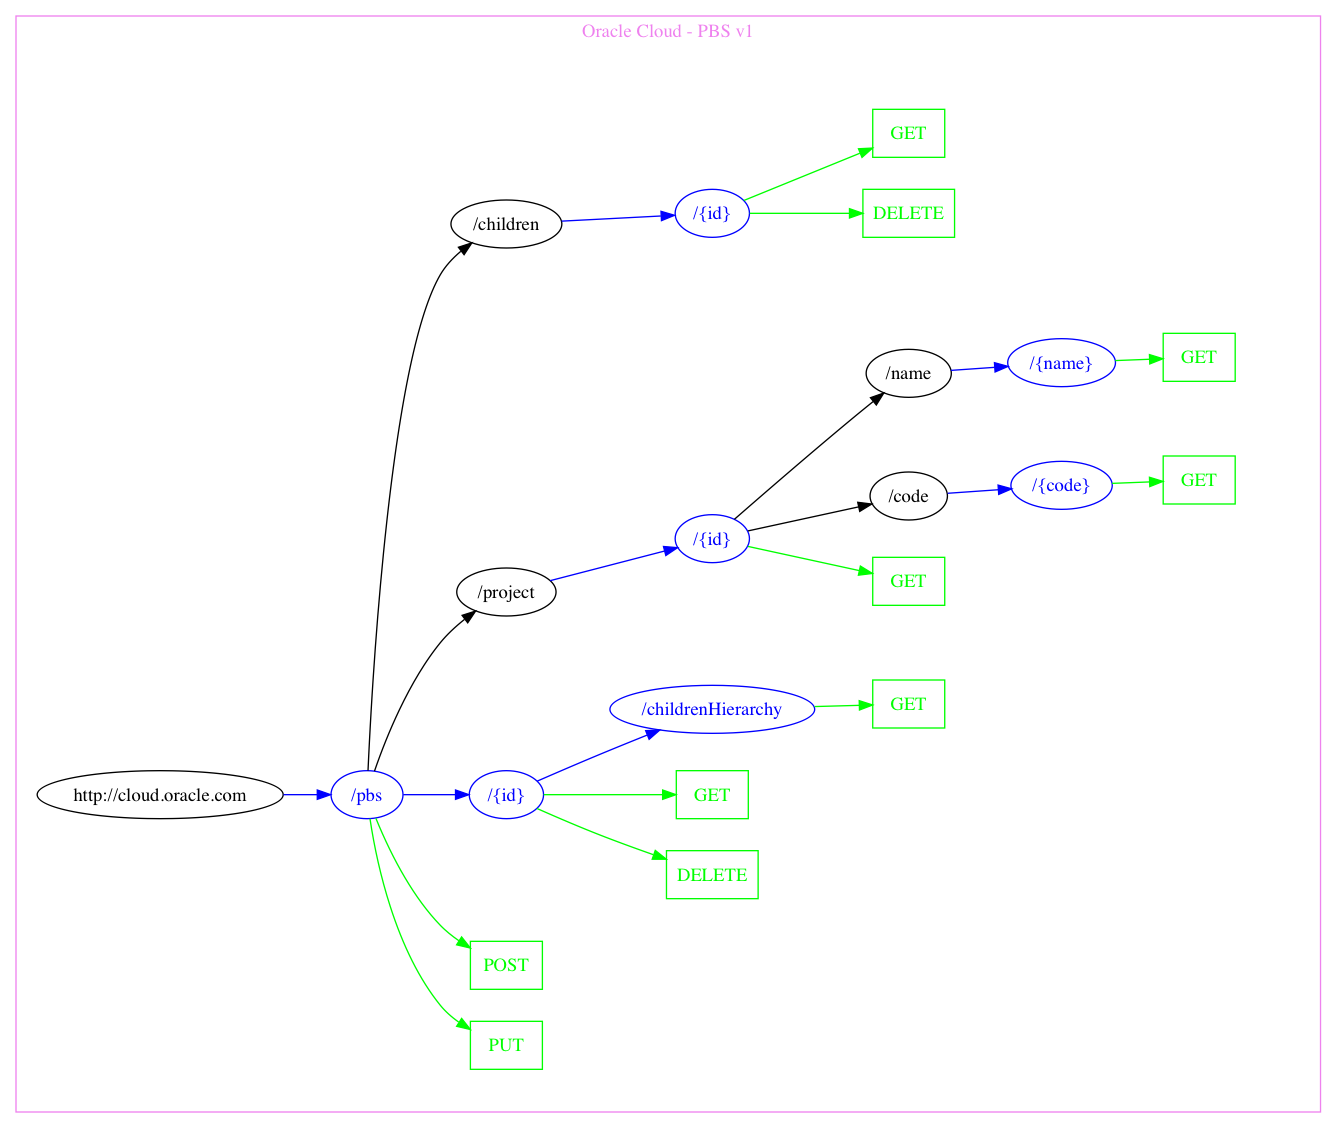 Oracle Cloud - PBS v1
GET
/children
/{id}
DELETE
/name
/{name}
GET
/code
/{code}
GET
/{id}
GET
/project
/childrenHierarchy
GET
http://cloud.oracle.com
/pbs
/{id}
GET
DELETE
POST
PUT